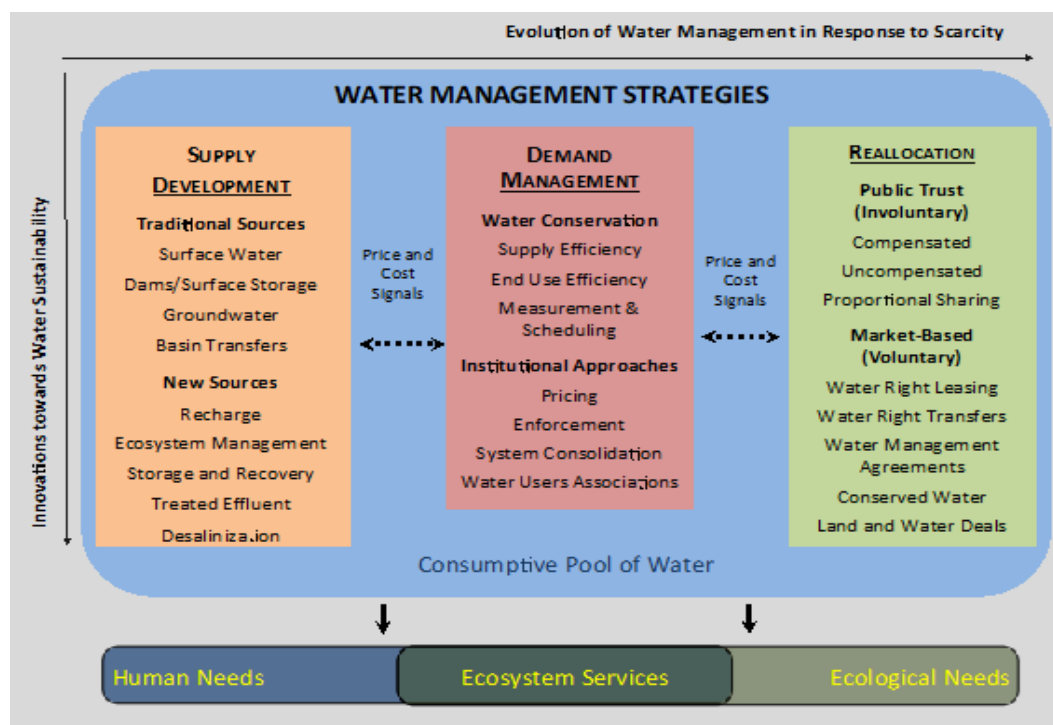 Evolution of Water Management in Response to Scarcity
Innovations towards Water Sustainability
WATER MANAGEMENT STRATEGIES
SUPPLY
DEVELOPMENT
Traditional Sources
Surface Water
Dams/Surface Storage
Groundwater
Basin Transfers
New Sources
Recharge
Ecosystem Management
Storage and Recovery
Treated Effluent
Desaliniza.ion
Price and
Cost
Signals
DEMAND
MANAGEMENT
Water Conservation
Supply Efficiency
End Use Efficiency
Measurement &
Scheduling
Institutional Approaches
Pricing
Enforcement
System Consolidation
Water Users Associations
Price and
Cost
Signals
REALLOCATION
Public Trust
(Involuntary)
Compensated
Uncompensated
Proportional Sharing
Market-Based
(Voluntary)
Water Right Leasing
Water Right Transfers
Water Management
Agreements
Conserved Water
Land and Water Deals
Consumptive Pool of Water
Human Needs
Ecosystem Services
Ecological Needs